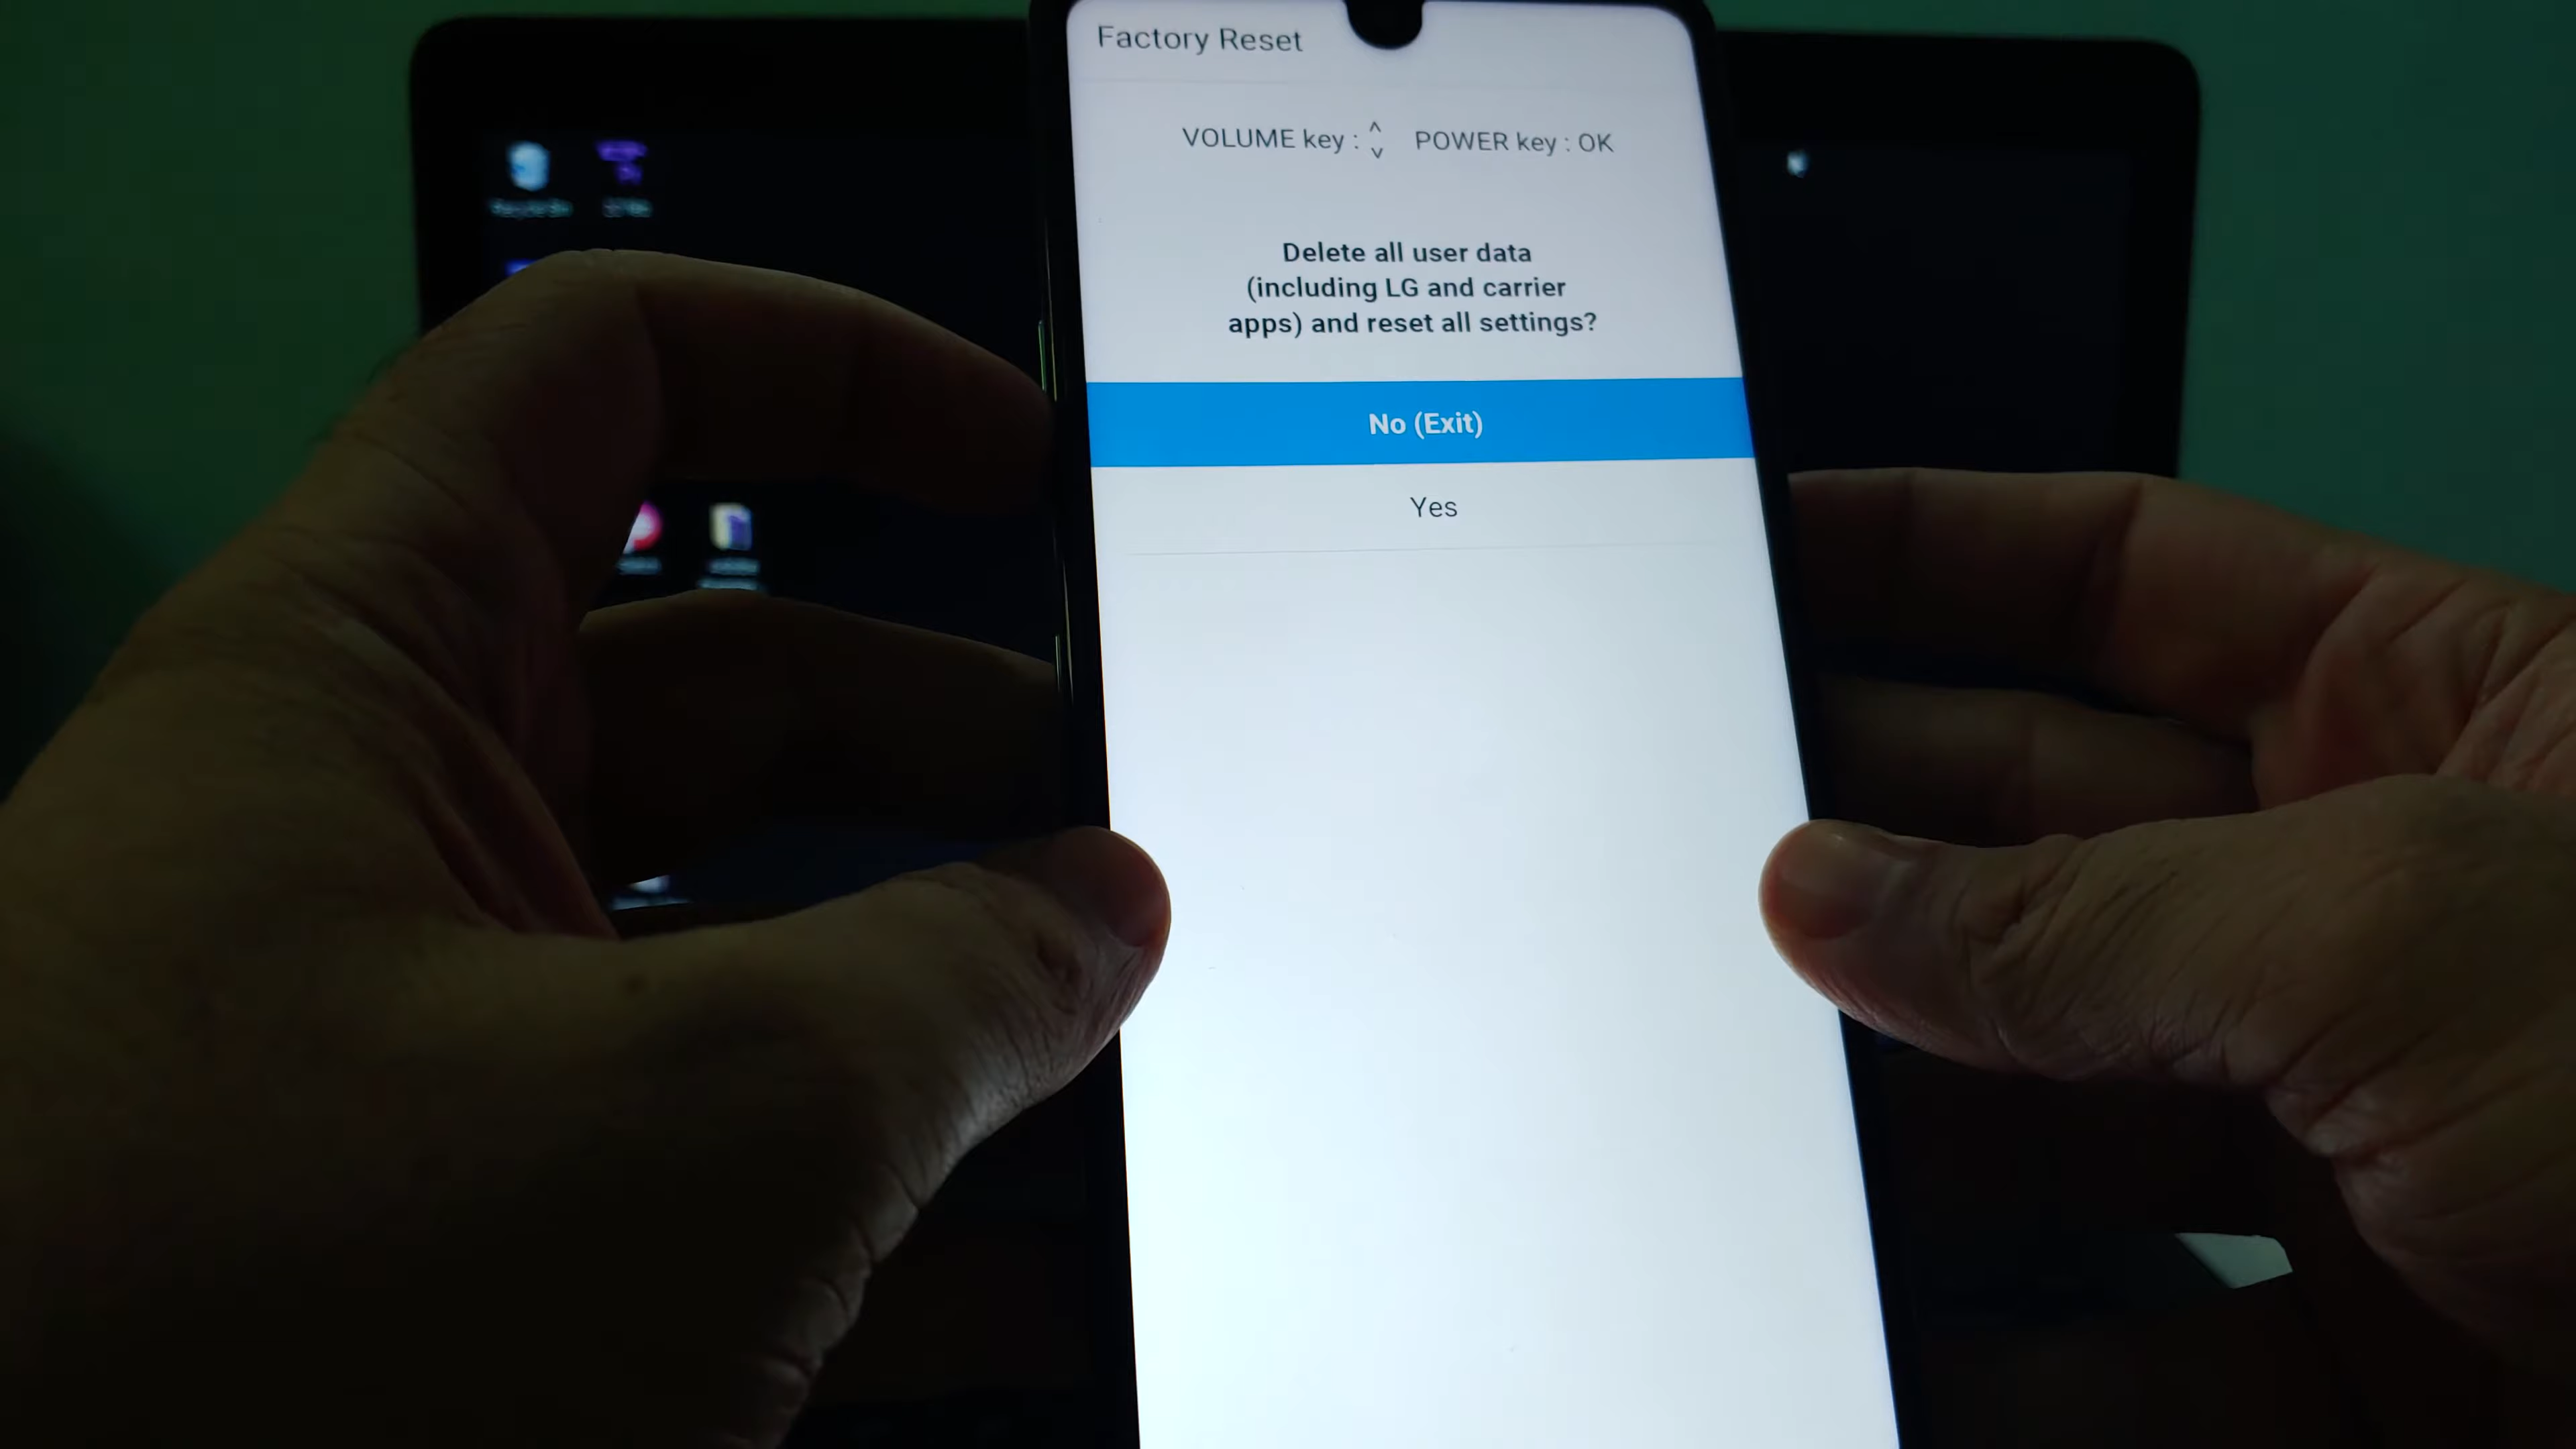 Factory Reset
VOLUME key : ^ v POWER key : OK
Delete all user data
(including LG and carrier
apps) and reset all settings?
No (Exit)
Yes